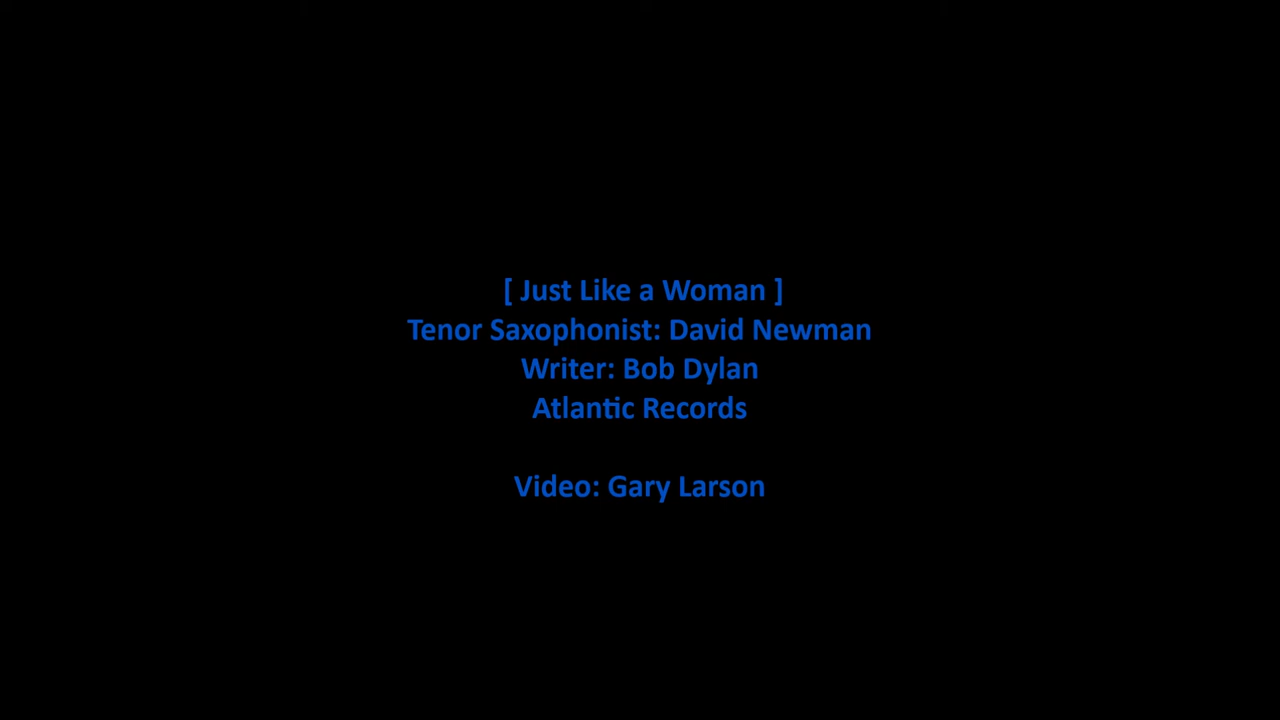 [ Just Like a Woman ]
Tenor Saxophonist: David Newman
Writer: Bob Dylan
Atlantic Records
Video: Gary Larson